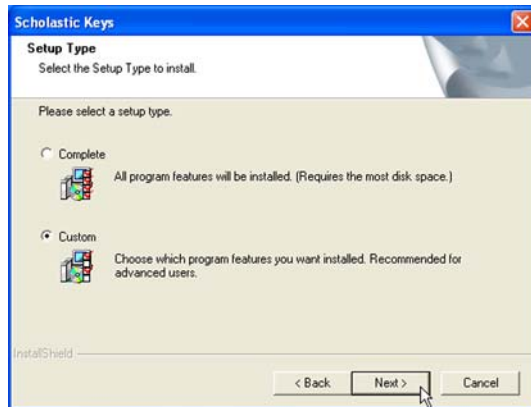 Scholastic Keys
Setup Type
Select the Setup Type to install.
Please select a setup type.
Complete
All program features will be installed. (Requires the most disk space.)
Custom
Choose which program features you want installed. Recommended for
advanced users.
InstallShield
< Back Next > Cancel